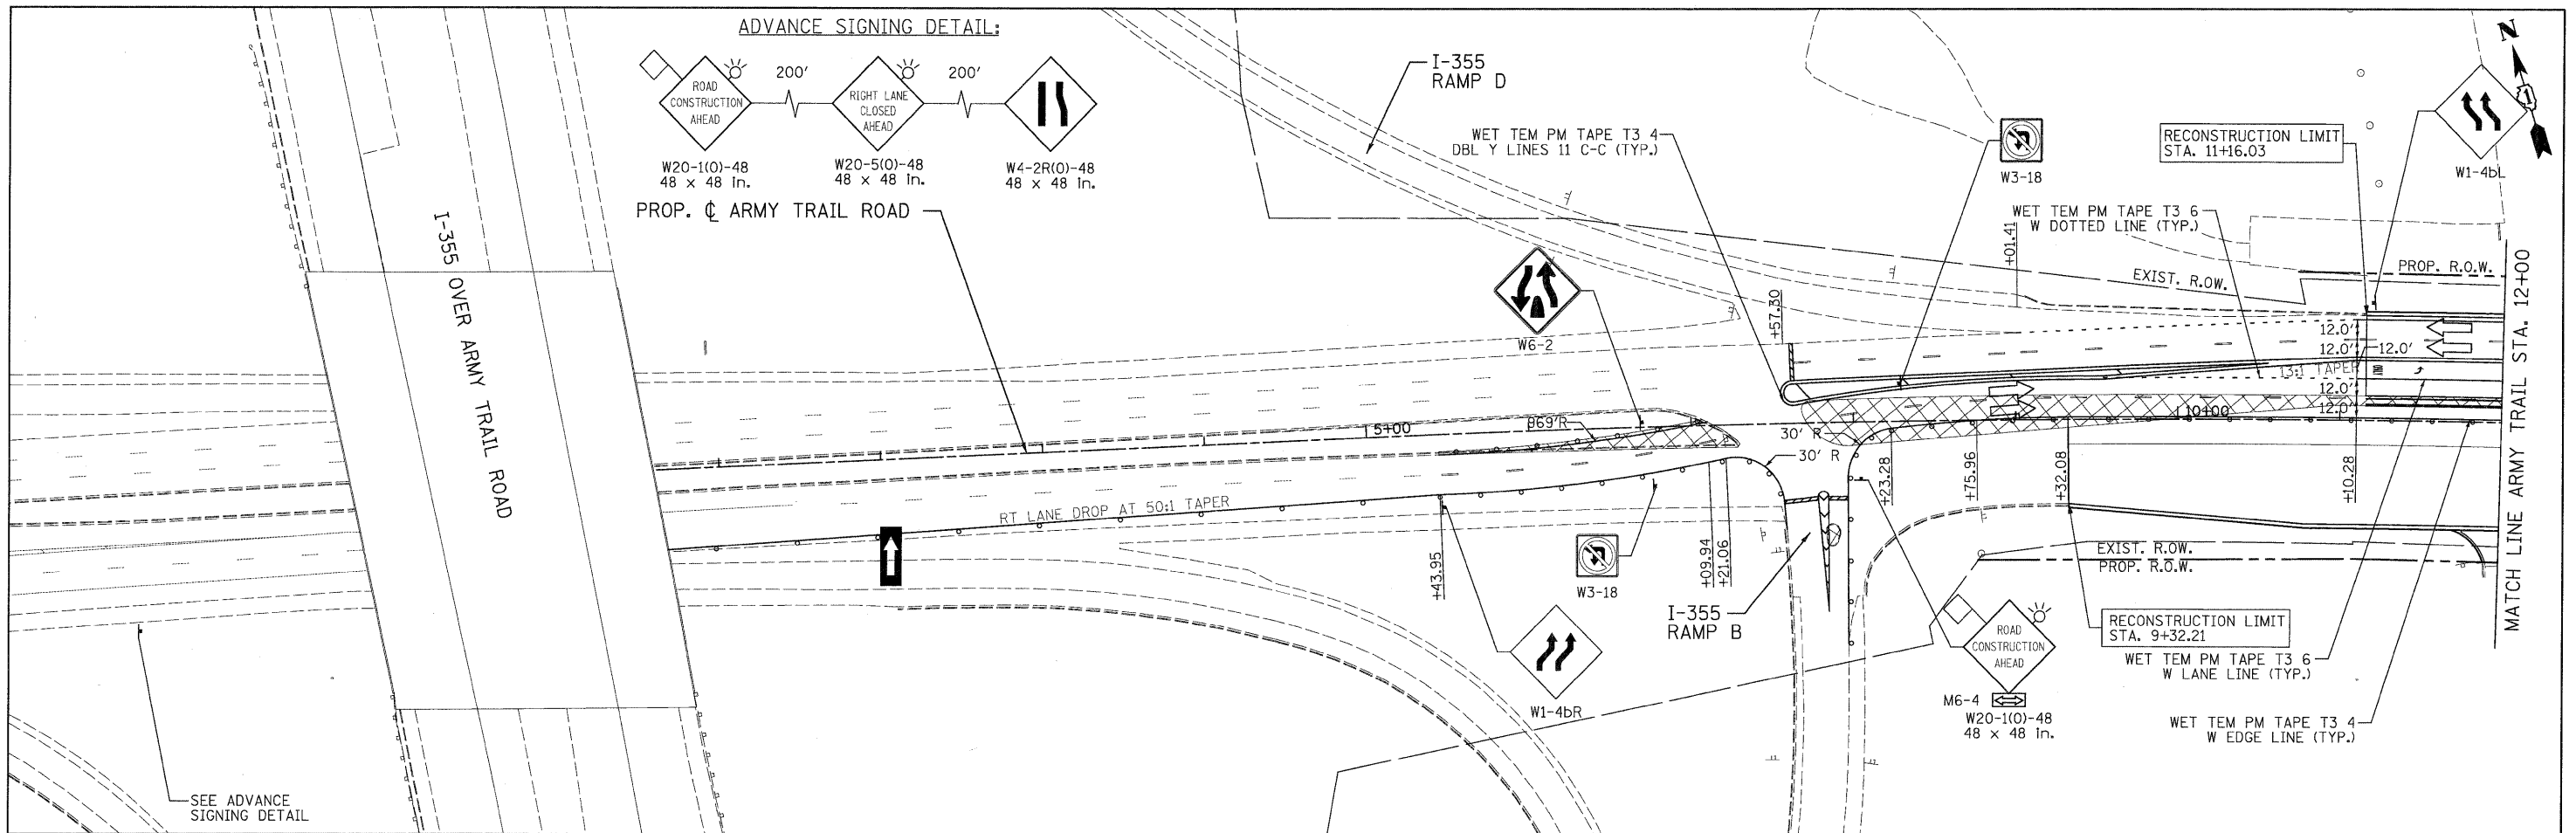 ADVANCE SIGNING DETAIL:
ROAD
CONSTRUCTION
AHEAD
200'
RIGHT LANE
CLOSED
AHEAD
200'
W20-1(O)-48
48 x 48 in.
W20-5(O)-48
48 x 48 in.
W4-2R(O)-48
48 x 48 in.
PROP. ℄ ARMY TRAIL ROAD
I-355 OVER ARMY TRAIL ROAD
I-355
RAMP D
WET TEM PM TAPE T3 4
DBL Y LINES 11 C-C (TYP.)
W3-18
RECONSTRUCTION LIMIT
STA. 11+16.03
N
1
W1-4bL
WET TEM PM TAPE T3 6
W DOTTED LINE (TYP.)
+01.41
EXIST. R.O.W.
PROP. R.O.W.
W6-2
+57.30
12.0'
12.0'
12.0'
13:1 TAPER
12.0'
12.0'
MATCH LINE ARMY TRAIL STA. 12+00
5+00
869'R
30' R
30' R
10+00
+23.28
+75.96
+32.08
+10.28
RT LANE DROP AT 50:1 TAPER
+43.95
+09.94
+21.06
W3-18
I-355
RAMP B
W1-4bR
EXIST. R.O.W.
PROP. R.O.W.
RECONSTRUCTION LIMIT
STA. 9+32.21
ROAD
CONSTRUCTION
AHEAD
M6-4
W20-1(O)-48
48 x 48 in.
WET TEM PM TAPE T3 6
W LANE LINE (TYP.)
WET TEM PM TAPE T3 4
W EDGE LINE (TYP.)
SEE ADVANCE
SIGNING DETAIL